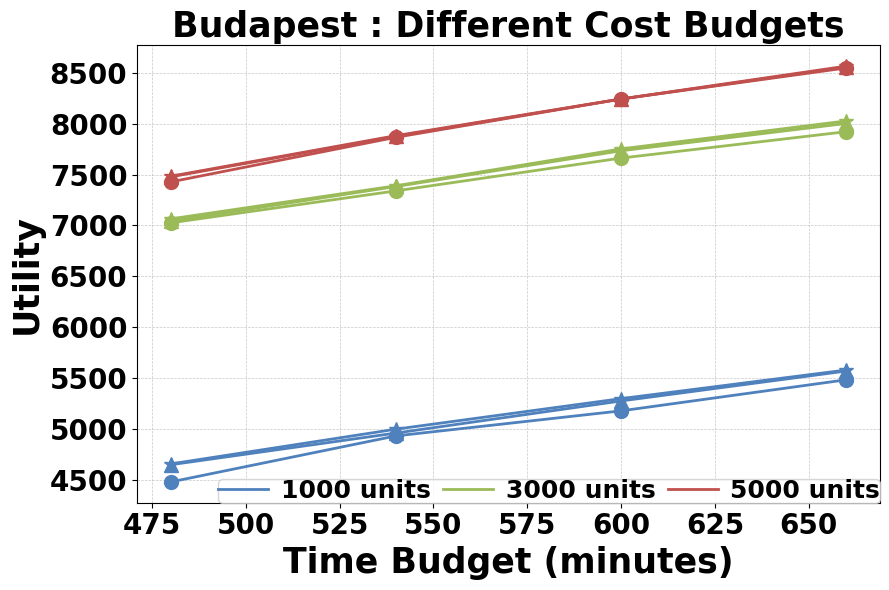 Budapest : Different Cost Budgets
Utility
8500
8000
7500
7000
6500
6000
5500
5000
4500
1000 units 3000 units 5000 units
475 500 525 550 575 600 625 650
Time Budget (minutes)